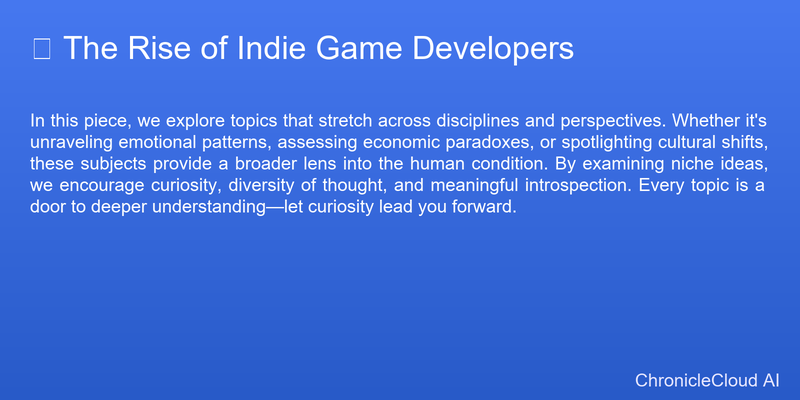 The Rise of Indie Game Developers
In this piece, we explore topics that stretch across disciplines and perspectives. Whether it's
unraveling emotional patterns, assessing economic paradoxes, or spotlighting cultural shifts,
these subjects provide a broader lens into the human condition. By examining niche ideas,
we encourage curiosity, diversity of thought, and meaningful introspection. Every topic is a
door to deeper understanding—let curiosity lead you forward.
ChronicleCloud AI